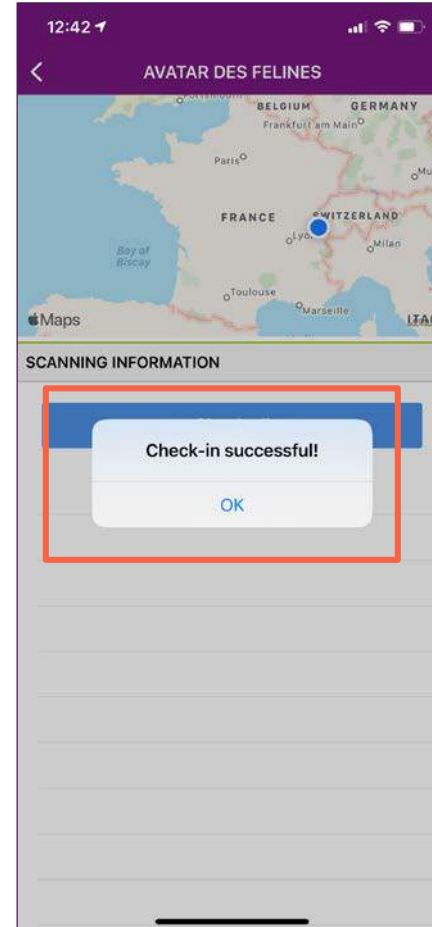 12:42
AVATAR DES FELINES
BELGIUM
GERMANY
Frankfurt am Main
Paris
FRANCE
SWITZERLAND
Milan
Bay of
Biscay
Toulouse
Marseille
Maps
SCANNING INFORMATION
Check-in successful!
OK